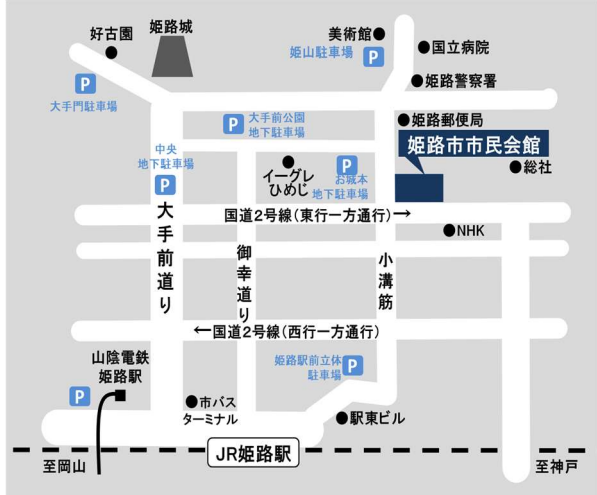 姫路城
好古園
美術館
姫山駐車場
P
国立病院
姫路警察署
P
大手門駐車場
P
大手前公園
地下駐車場
姫路郵便局
姫路市市民会館
中央
地下駐車場
P
イーグレ
ひめじ
P
お城本
地下駐車場
総社
国道2号線(東行一方通行)→
NHK
大手前道り
御幸道り
小溝筋
←国道2号線(西行一方通行)
山陰電鉄
姫路駅
P
姫路駅前立体
駐車場
P
市バス
ターミナル
駅東ビル
JR姫路駅
至岡山
至神戸